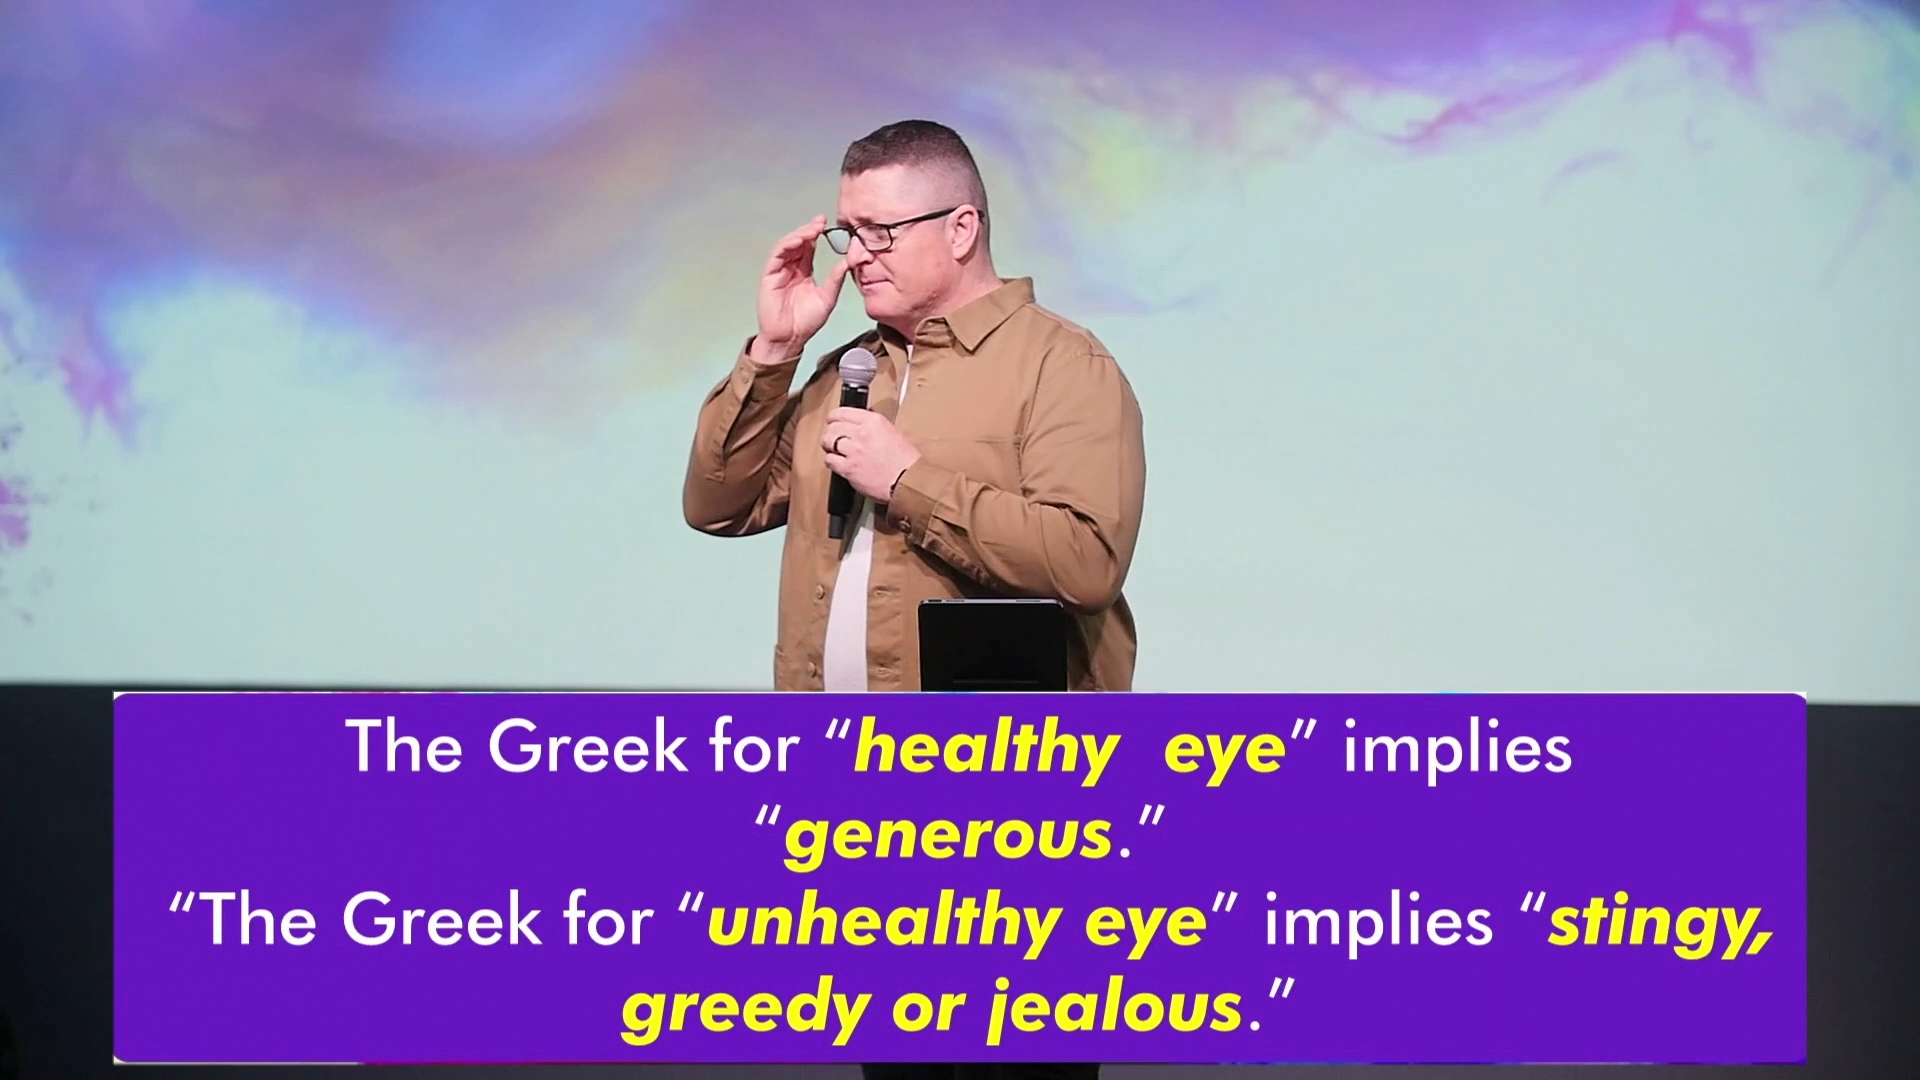 The Greek for “healthy  eye” implies
“generous.”
“The Greek for “unhealthy eye” implies “stingy,
greedy or jealous.”